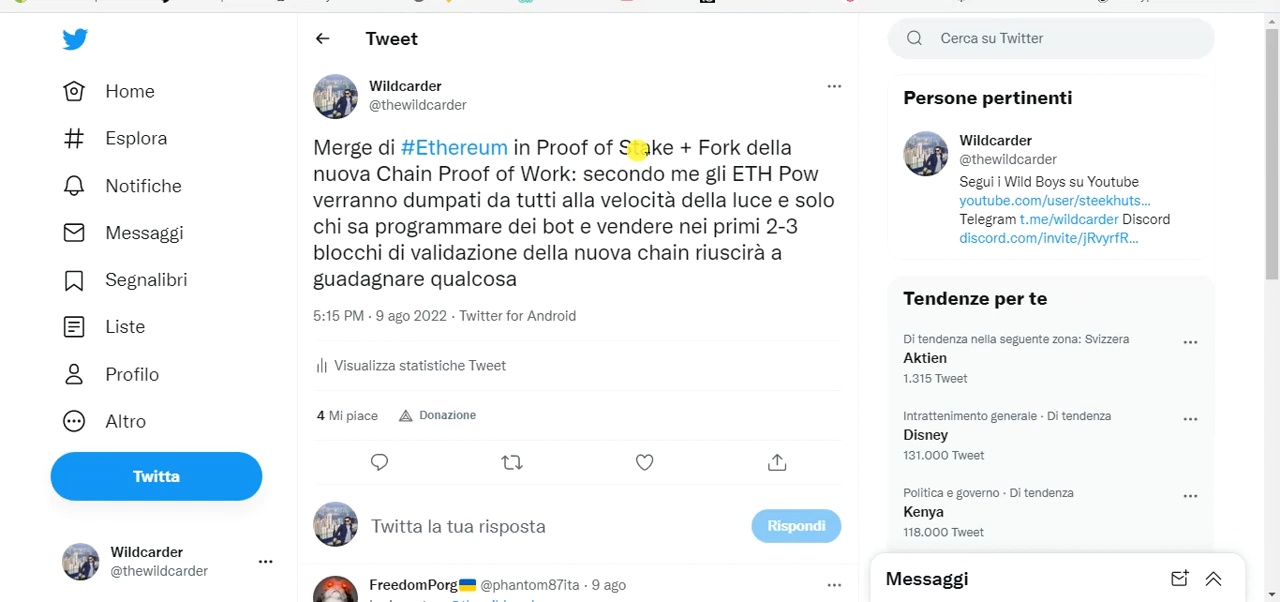 Home
Esplora
Notifiche
Messaggi
Segnalibri
Liste
Profilo
Altro
Twitta
Wildcarder
@thewildcarder
Tweet
Wildcarder
@thewildcarder
Merge di #Ethereum in Proof of Stake + Fork della
nuova Chain Proof of Work: secondo me gli ETH Pow
verranno dumpati da tutti alla velocità della luce e solo
chi sa programmare dei bot e vendere nei primi 2-3
blocchi di validazione della nuova chain riuscirà a
guadagnare qualcosa
5:15 PM · 9 ago 2022 · Twitter for Android
Visualizza statistiche Tweet
4 Mi piace Donazione
Twitta la tua risposta
Rispondi
FreedomPorg @phantom87ita · 9 ago
Cerca su Twitter
Persone pertinenti
Wildcarder
@thewildcarder
Segui i Wild Boys su Youtube
youtube.com/user/steekhuts...
Telegram t.me/wildcarder Discord
discord.com/invite/jRvyrfR...
Tendenze per te
Di tendenza nella seguente zona: Svizzera
Aktien
1.315 Tweet
Intrattenimento generale · Di tendenza
Disney
131.000 Tweet
Politica e governo · Di tendenza
Kenya
118.000 Tweet
Messaggi